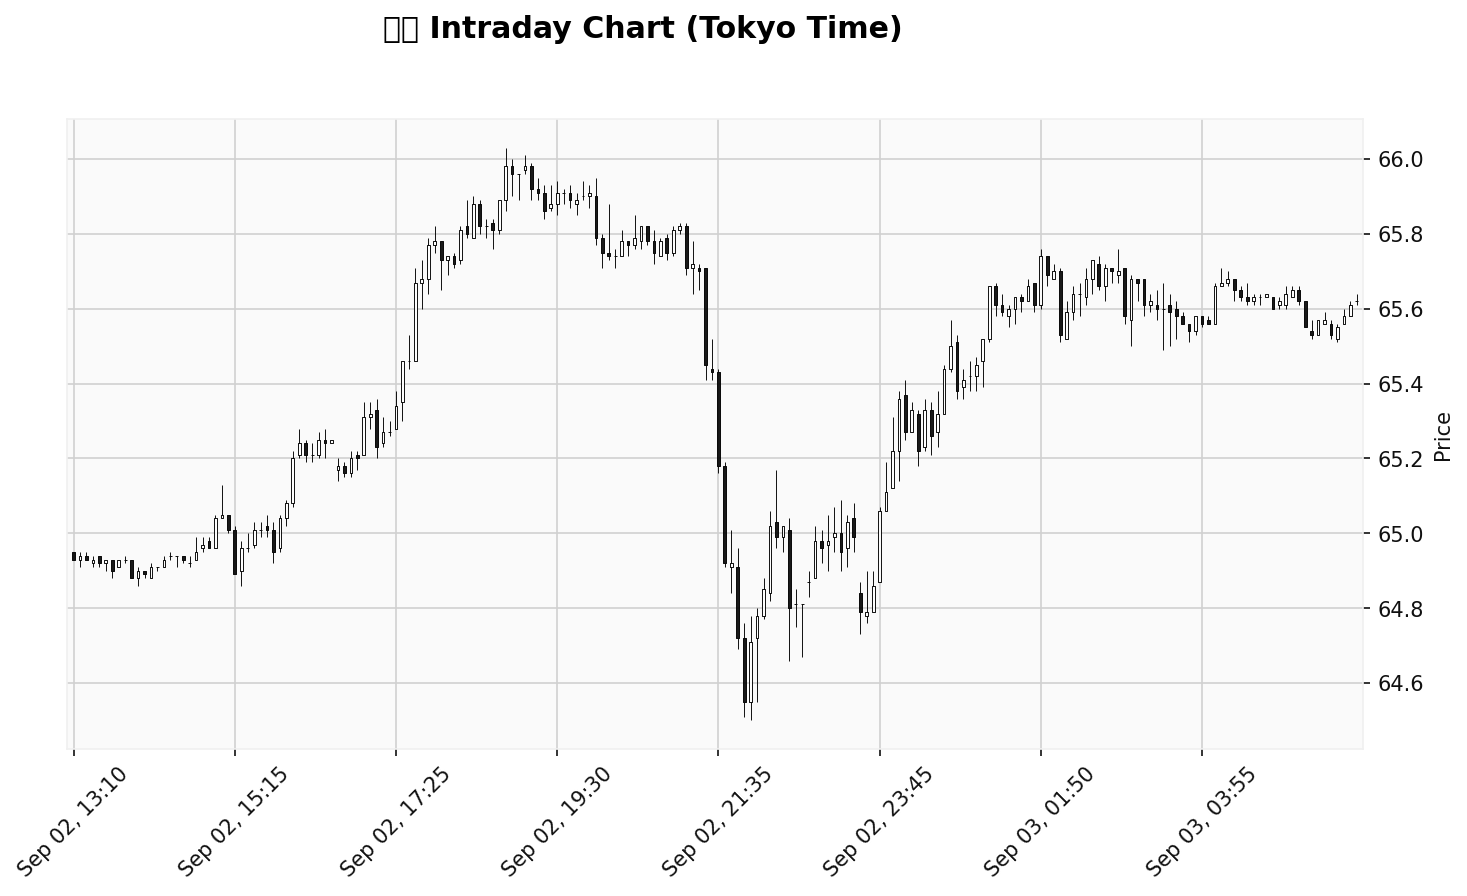 Intraday Chart (Tokyo Time)
66.0
65.8
65.6
65.4
65.2
65.0
64.8
64.6
Price
Sep 02, 13:10
Sep 02, 15:15
Sep 02, 17:25
Sep 02, 19:30
Sep 02, 21:35
Sep 02, 23:45
Sep 03, 01:50
Sep 03, 03:55